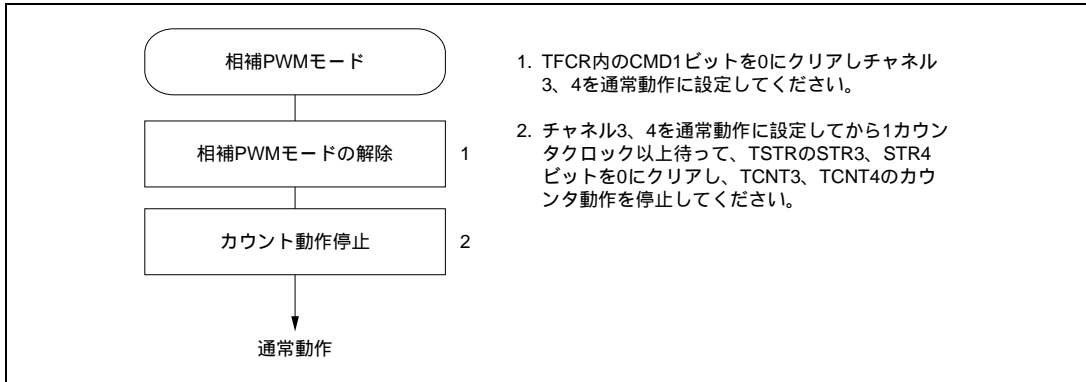 相補PWMモード
相補PWMモードの解除 1
カウント動作停止 2
通常動作
1. TFCR内のCMD1ビットを0にクリアしチャネル
3、4を通常動作に設定してください。
2. チャネル3、4を通常動作に設定してから1カウン
タクロック以上待って、TSTRのSTR3、STR4
ビットを0にクリアし、TCNT3、TCNT4のカウ
ンタ動作を停止してください。